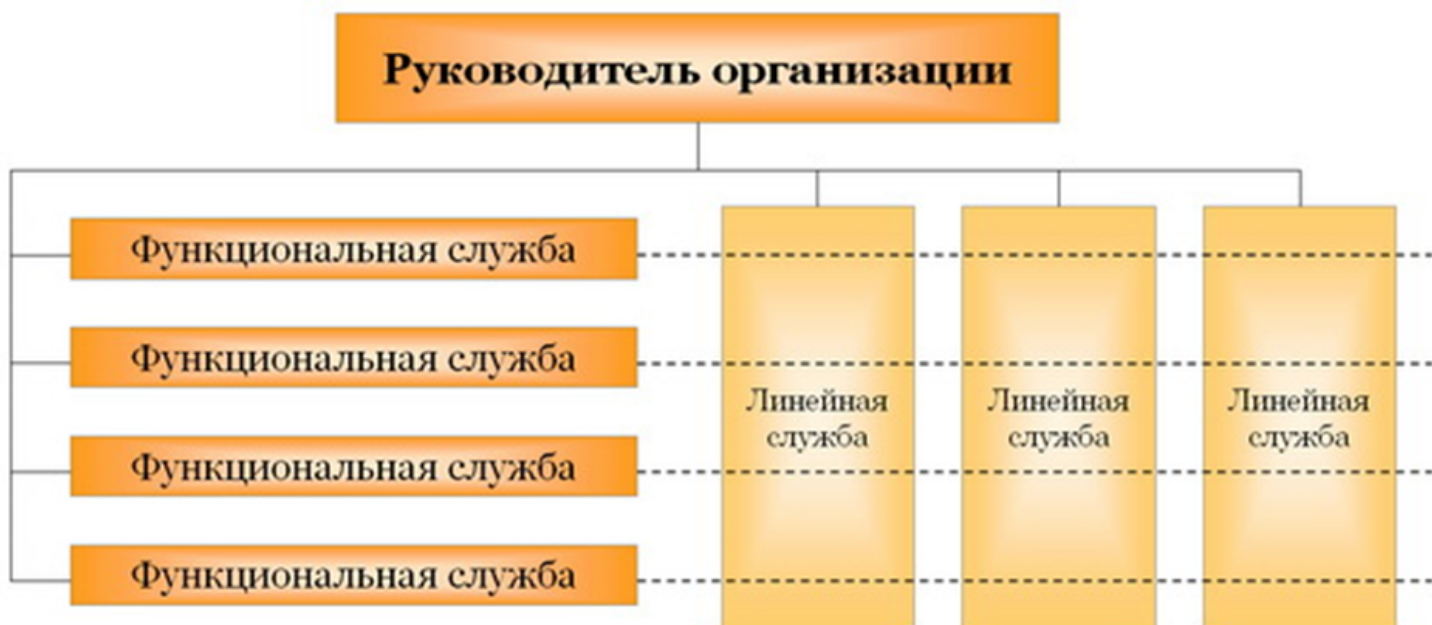 Руководитель организации
Функциональная служба
Функциональная служба
Функциональная служба
Функциональная служба
Линейная
служба
Линейная
служба
Линейная
служба